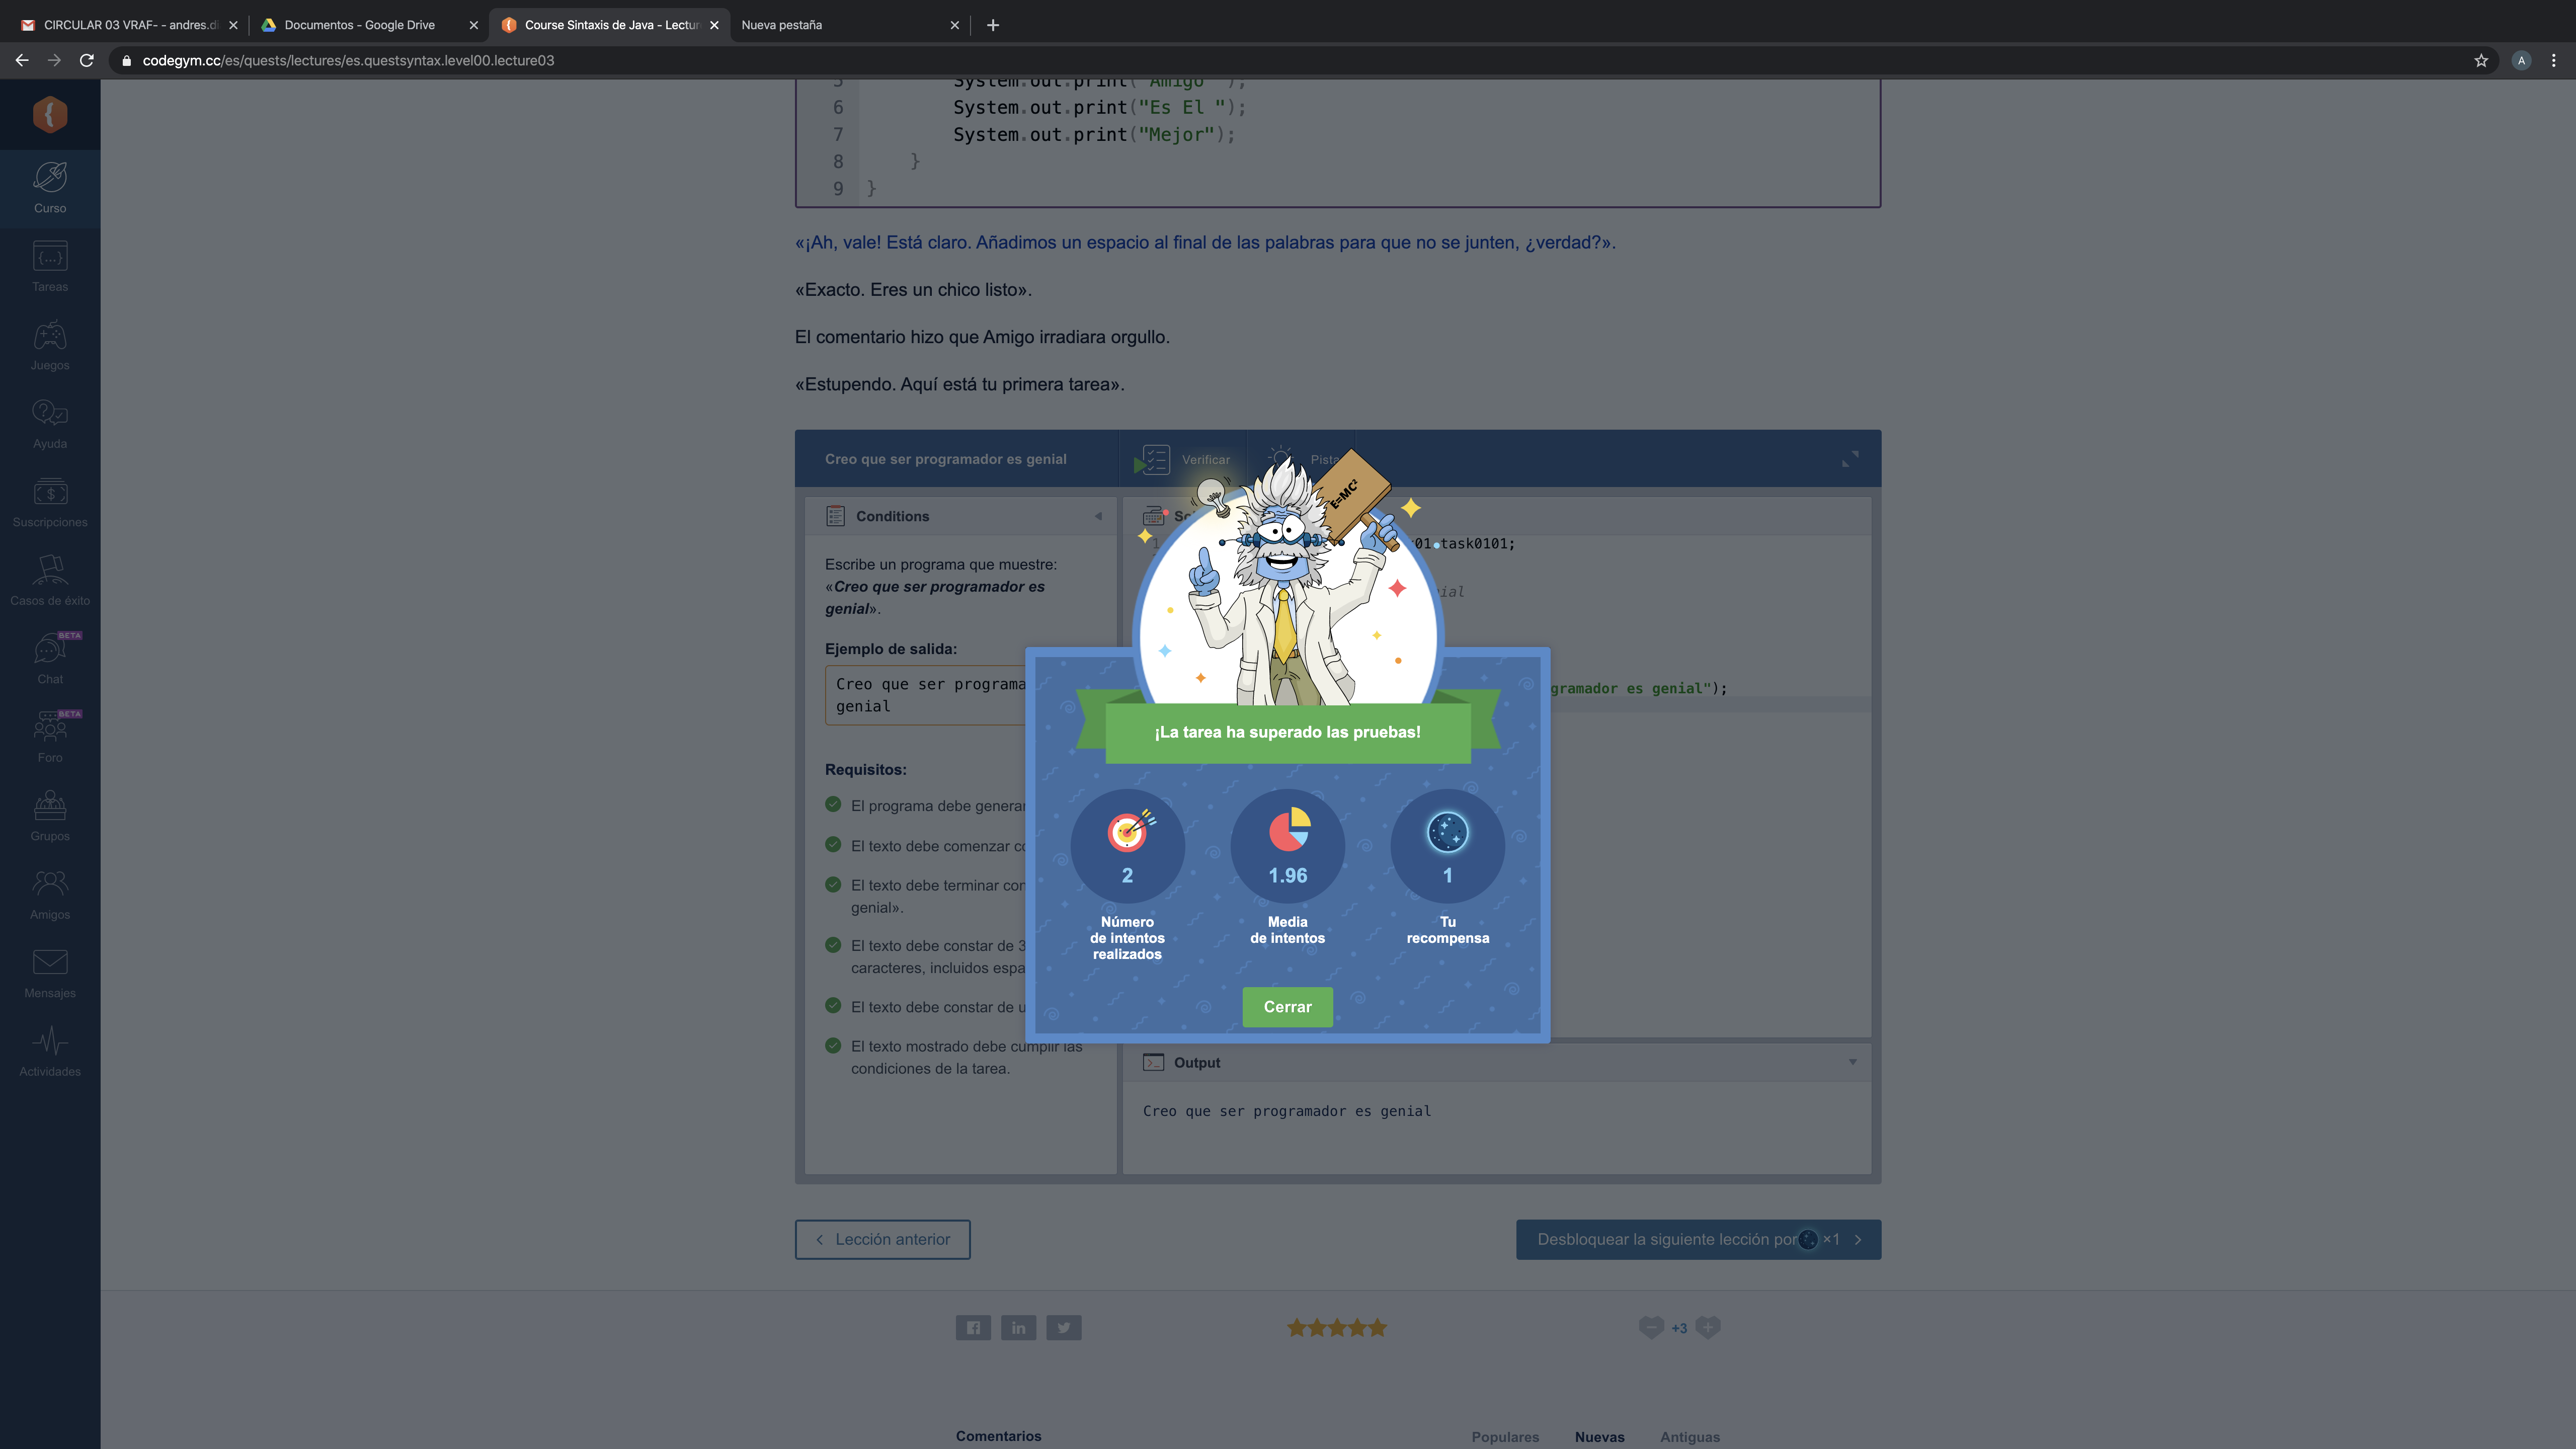 CIRCULAR 03 VRAF- - andres.di
Documentos - Google Drive
Course Sintaxis de Java - Lectur
Nueva pestaña
codegym.cc/es/quests/lectures/es.questsyntax.level00.lecture03
A
Curso
Tareas
Juegos
Ayuda
Suscripciones
Casos de éxito
BETA
Chat
BETA
Foro
Grupos
Amigos
Mensajes
Actividades
5 System.out.print("Amigo ");
6 System.out.print("Es El ");
7 System.out.print("Mejor");
8 }
9 }
«¡Ah, vale! Está claro. Añadimos un espacio al final de las palabras para que no se junten, ¿verdad?».
«Exacto. Eres un chico listo».
El comentario hizo que Amigo irradiara orgullo.
«Estupendo. Aquí está tu primera tarea».
Creo que ser programador es genial
Verificar
Pista
Conditions
Escribe un programa que muestre:
«Creo que ser programador es
genial».
Ejemplo de salida:
Creo que ser programa
genial
Requisitos:
El programa debe generar
El texto debe comenzar co
El texto debe terminar con
genial».
El texto debe constar de 3
caracteres, incluidos espa
El texto debe constar de u
El texto mostrado debe cumplir las
condiciones de la tarea.
So
1
01.task0101;
ial
gramador es genial");
E=MC²
¡La tarea ha superado las pruebas!
2
Número
de intentos
realizados
1.96
Media
de intentos
1
Tu
recompensa
Cerrar
Output
Creo que ser programador es genial
Lección anterior
Desbloquear la siguiente lección por ×1
+3
Comentarios
Populares
Nuevas
Antiguas